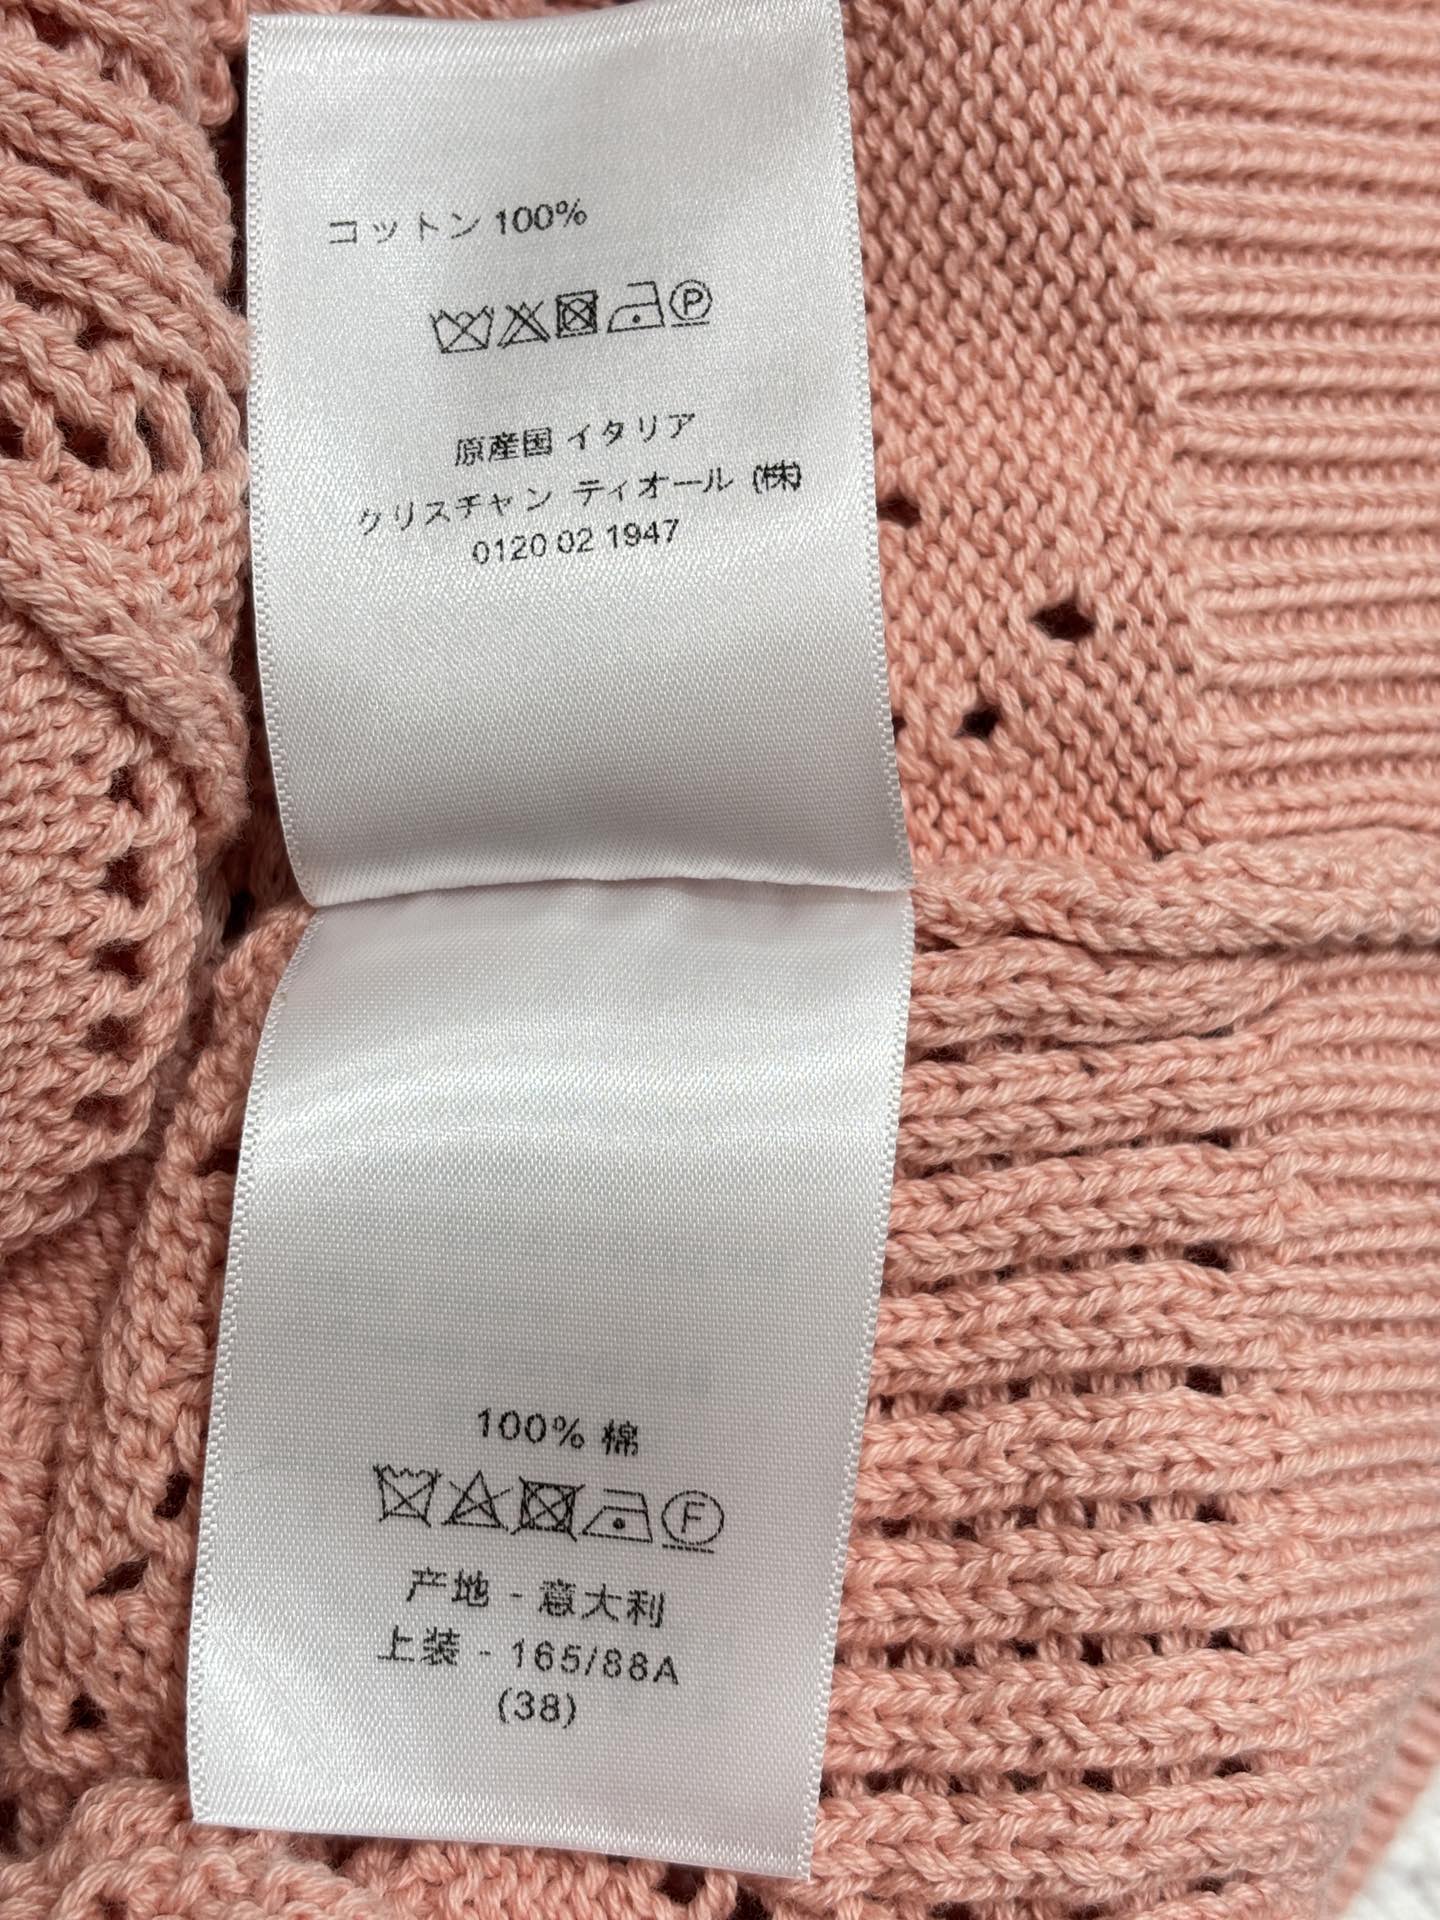 コットン 100%
P
原産国 イタリア
クリスチャン ディオール (株)
0120 02 1947
100% 棉
F
产地 - 意大利
上装 - 165/88A
(38)